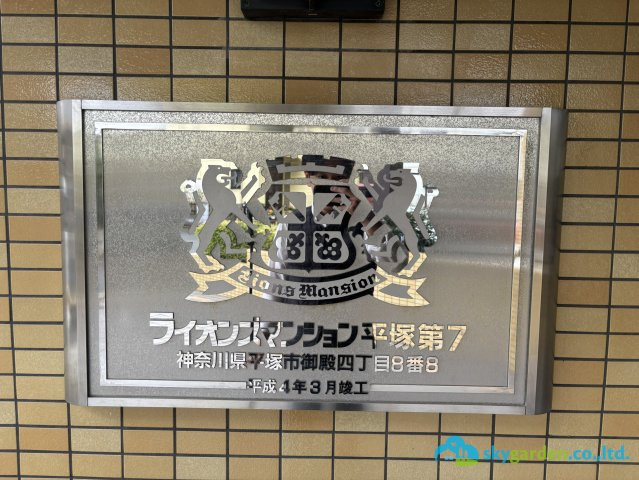 Lions Mansion
ライオンズマンション平塚第7
神奈川県平塚市御殿四丁目8番8
平成4年3月竣工
skygarden co.,ltd.